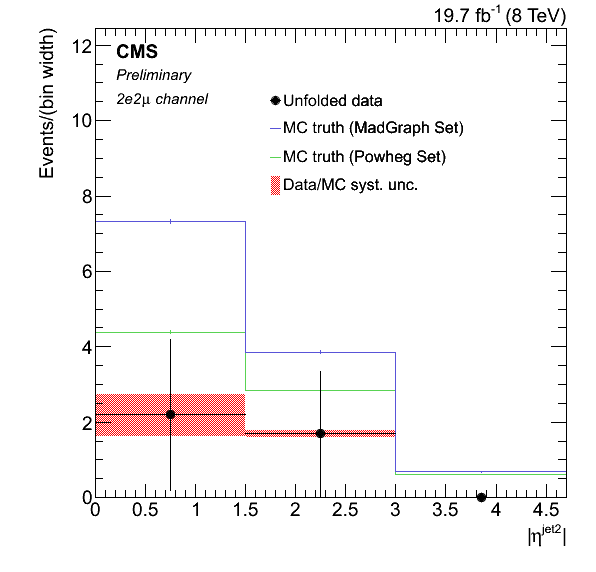 19.7 fb⁻¹ (8 TeV)
Events/(bin width)
CMS
Preliminary
2e2μ channel
Unfolded data
MC truth (MadGraph Set)
MC truth (Powheg Set)
Data/MC syst. unc.
12
10
8
6
4
2
0
0 0.5 1 1.5 2 2.5 3 3.5 4 4.5
|η^jet2|